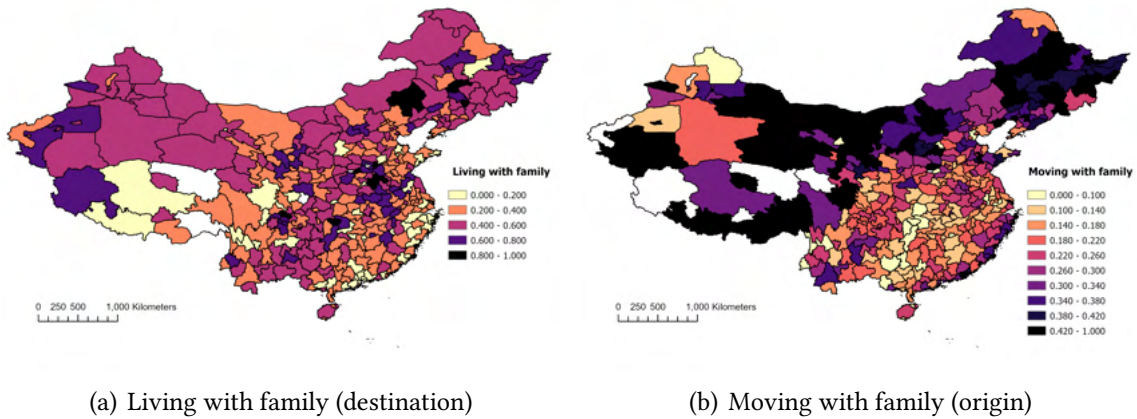 Living with family
0.000 - 0.200
0.200 - 0.400
0.400 - 0.600
0.600 - 0.800
0.800 - 1.000
0 250 500 1,000 Kilometers
Moving with family
0.000 - 0.100
0.100 - 0.140
0.140 - 0.180
0.180 - 0.220
0.220 - 0.260
0.260 - 0.300
0.300 - 0.340
0.340 - 0.380
0.380 - 0.420
0.420 - 1.000
0 250 500 1,000 Kilometers
(a) Living with family (destination)
(b) Moving with family (origin)